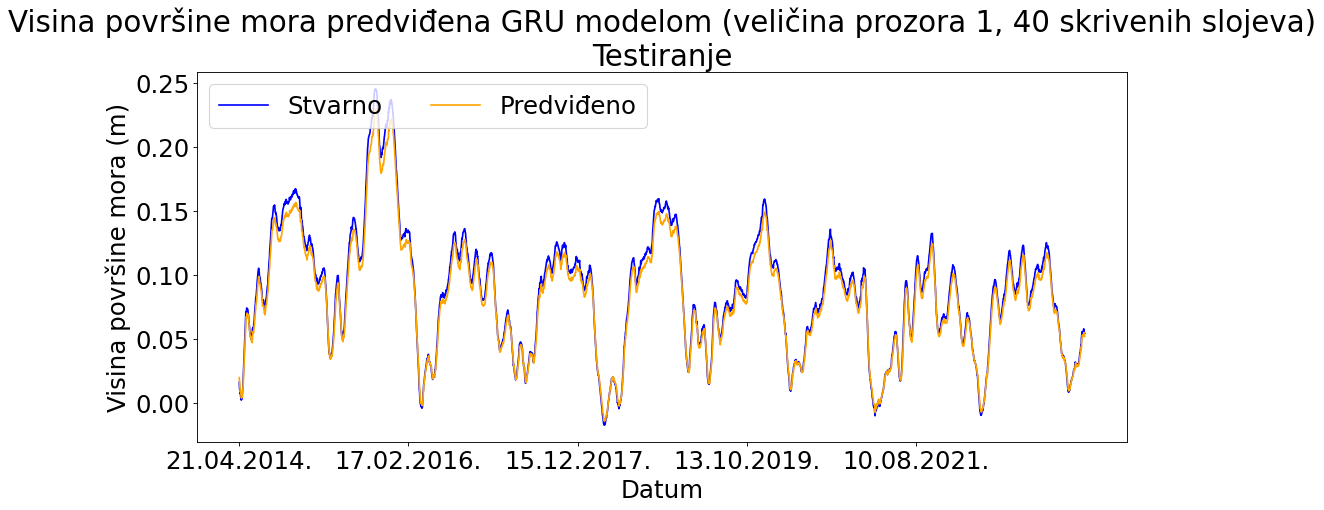 Visina površine mora predviđena GRU modelom (veličina prozora 1, 40 skrivenih slojeva)
Testiranje
Stvarno
Predviđeno
Visina površine mora (m)
0.25
0.20
0.15
0.10
0.05
0.00
21.04.2014.
17.02.2016.
15.12.2017.
13.10.2019.
10.08.2021.
Datum